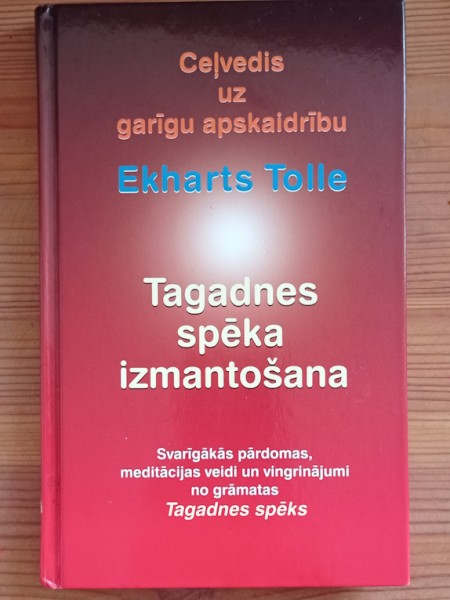 Ceļvedis
uz
garīgu apskaidrību
Ekharts Tolle
Tagadnes
spēka
izmantošana
Svarīgākās pārdomas,
meditācijas veidi un vingrinājumi
no grāmatas
Tagadnes spēks